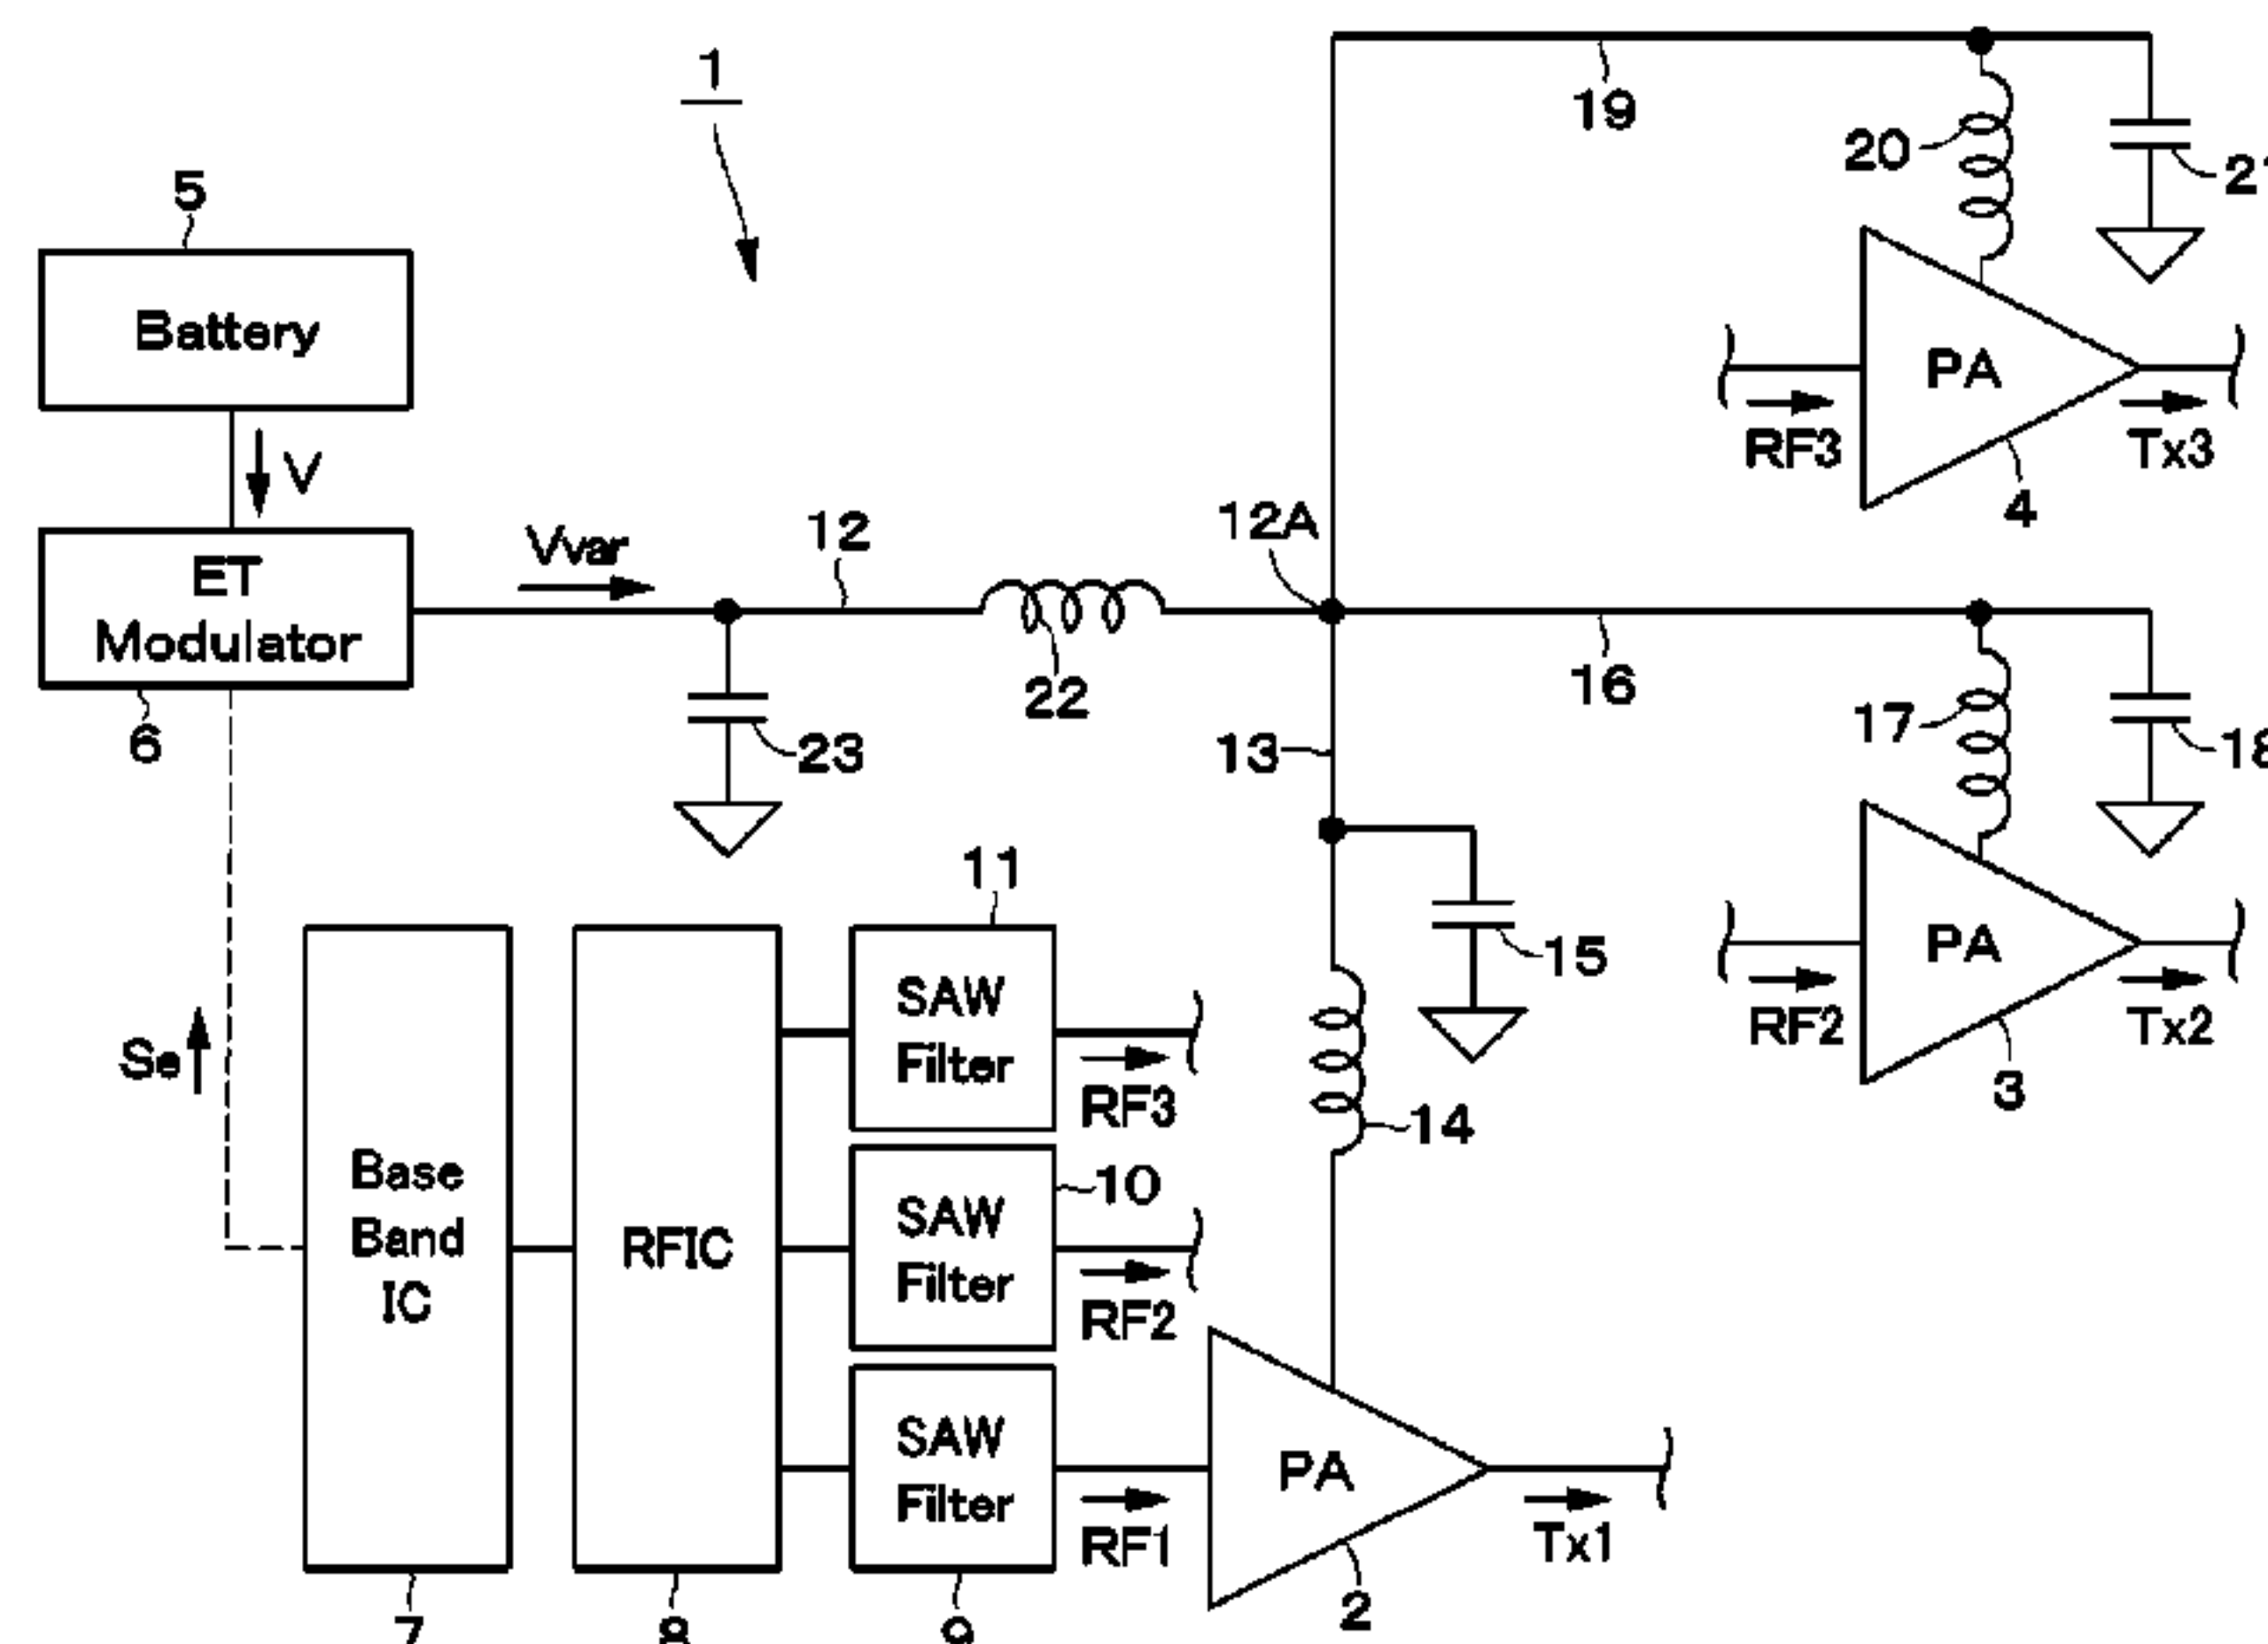 1
19
20
5
Battery
PA
RF3
Tx3
4
V
12A
12
Vvar
ET
Modulator
6
22
23
16
17
18
13
11
15
PA
RF2
Tx2
3
SAW
Filter
RF3
Se
14
Base
Band
IC
RFIC
10
SAW
Filter
RF2
SAW
Filter
RF1
PA
Tx1
2
7
8
9